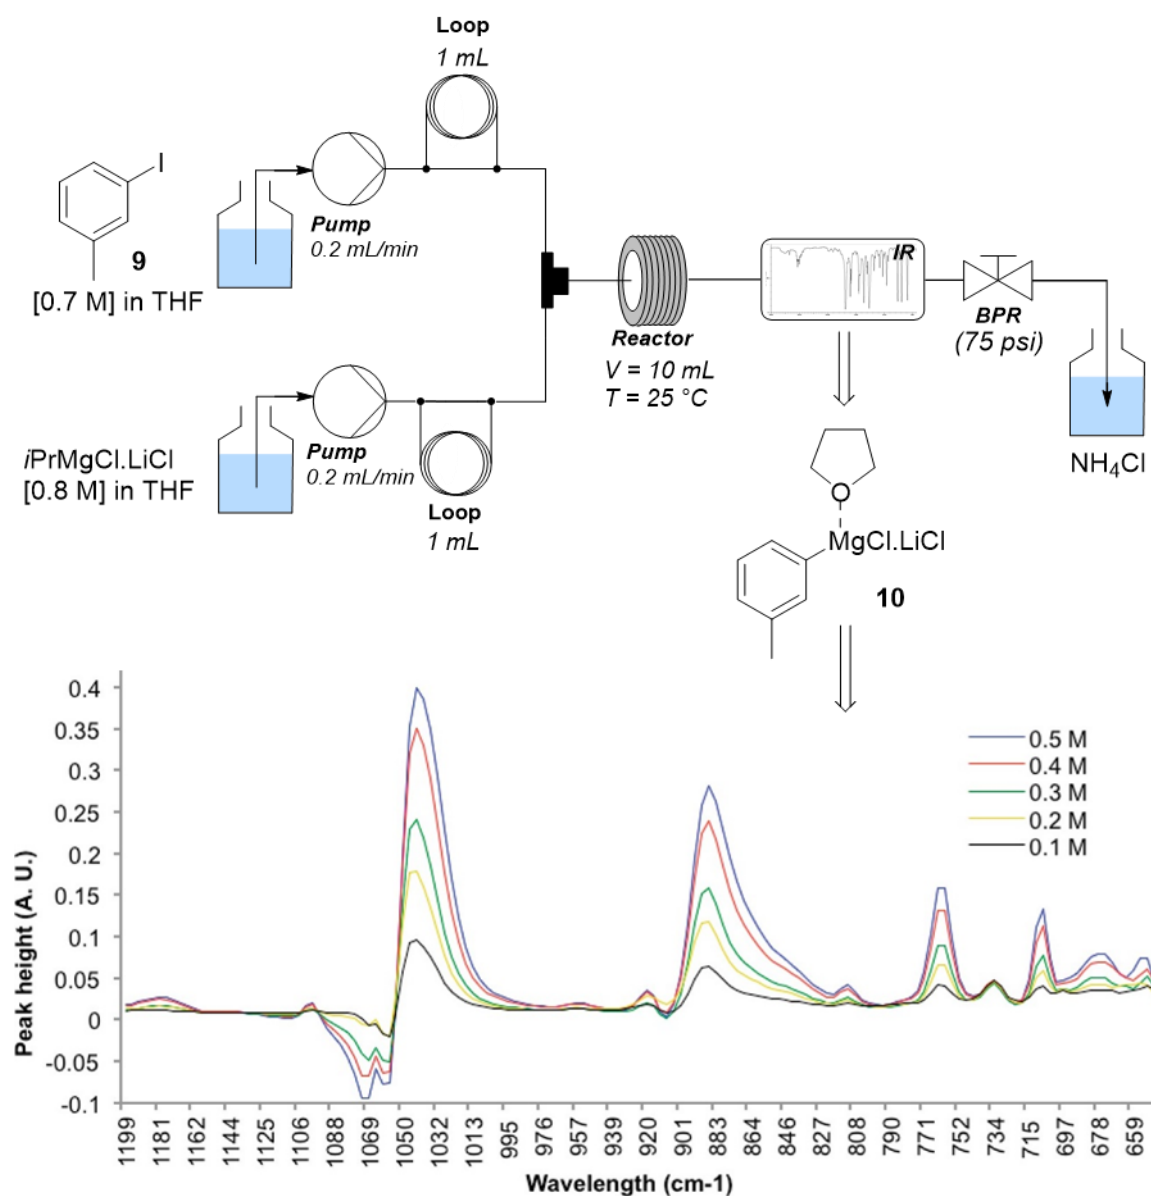 Loop
1 mL
I
Pump
0.2 mL/min
9
[0.7 M] in THF
IR
Reactor
V = 10 mL
T = 25 °C
BPR
(75 psi)
iPrMgCl.LiCl
[0.8 M] in THF
Pump
0.2 mL/min
Loop
1 mL
NH4Cl
O
MgCl.LiCl
10
0.4
0.35
0.3
0.25
0.2
0.15
0.1
0.05
0
-0.05
-0.1
Peak height (A. U.)
0.5 M
0.4 M
0.3 M
0.2 M
0.1 M
1199 1181 1162 1144 1125 1106 1088 1069 1050 1032 1013 995 976 957 939 920 901 883 864 846 827 808 790 771 752 734 715 697 678 659
Wavelength (cm-1)